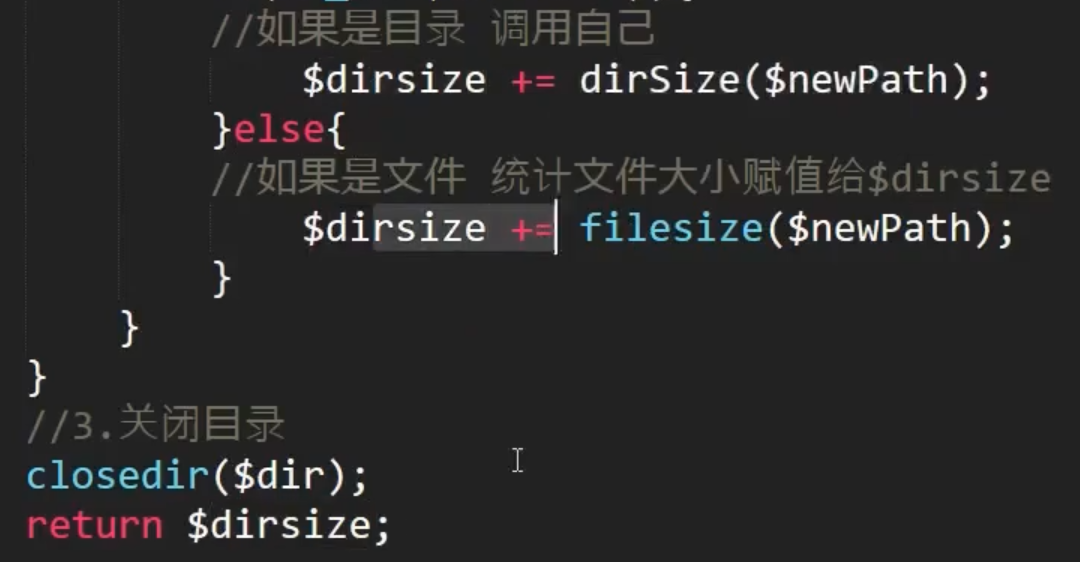 //如果是目录 调用自己
$dirsize += dirSize($newPath);
}else{
//如果是文件 统计文件大小赋值给$dirsize
$dirsize += filesize($newPath);
}
}
}
//3.关闭目录
closedir($dir);
return $dirsize;